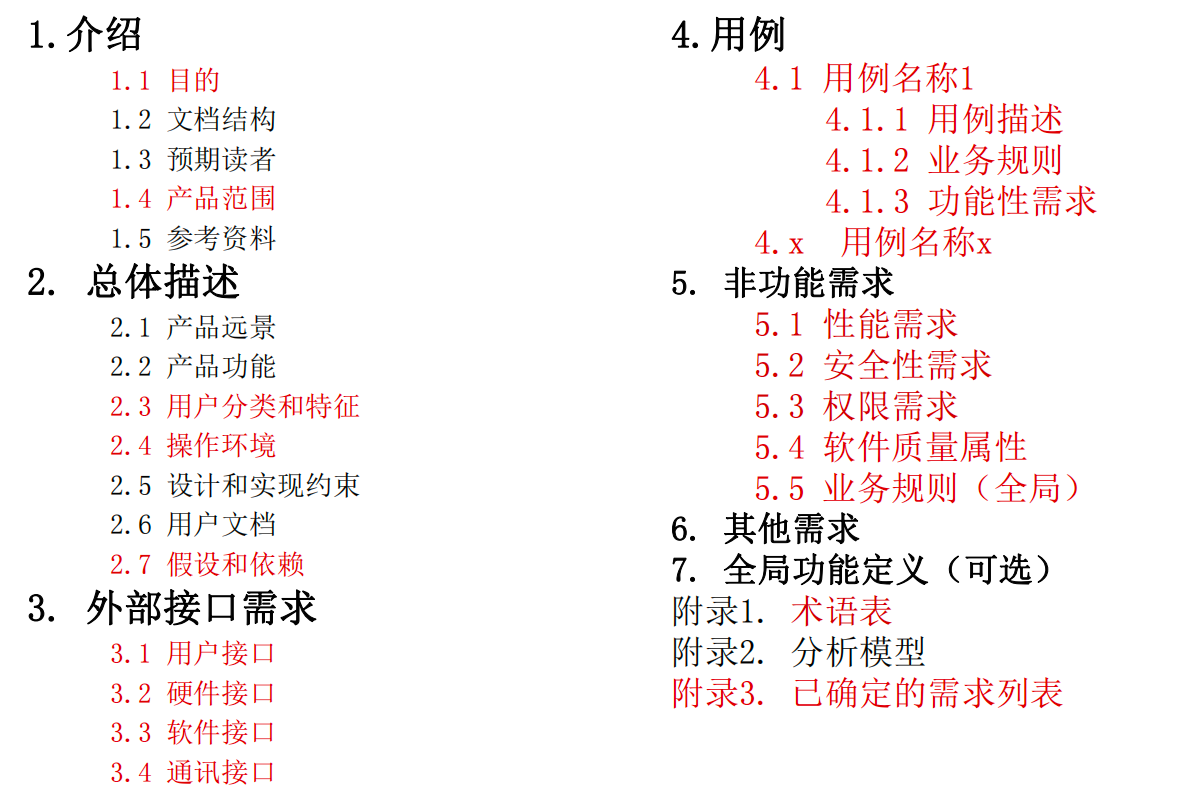 1.介绍
1.1 目的
1.2 文档结构
1.3 预期读者
1.4 产品范围
1.5 参考资料
2. 总体描述
2.1 产品远景
2.2 产品功能
2.3 用户分类和特征
2.4 操作环境
2.5 设计和实现约束
2.6 用户文档
2.7 假设和依赖
3. 外部接口需求
3.1 用户接口
3.2 硬件接口
3.3 软件接口
3.4 通讯接口
4.用例
4.1 用例名称1
4.1.1 用例描述
4.1.2 业务规则
4.1.3 功能性需求
4.x 用例名称x
5. 非功能需求
5.1 性能需求
5.2 安全性需求
5.3 权限需求
5.4 软件质量属性
5.5 业务规则（全局）
6. 其他需求
7. 全局功能定义（可选）
附录1. 术语表
附录2. 分析模型
附录3. 已确定的需求列表